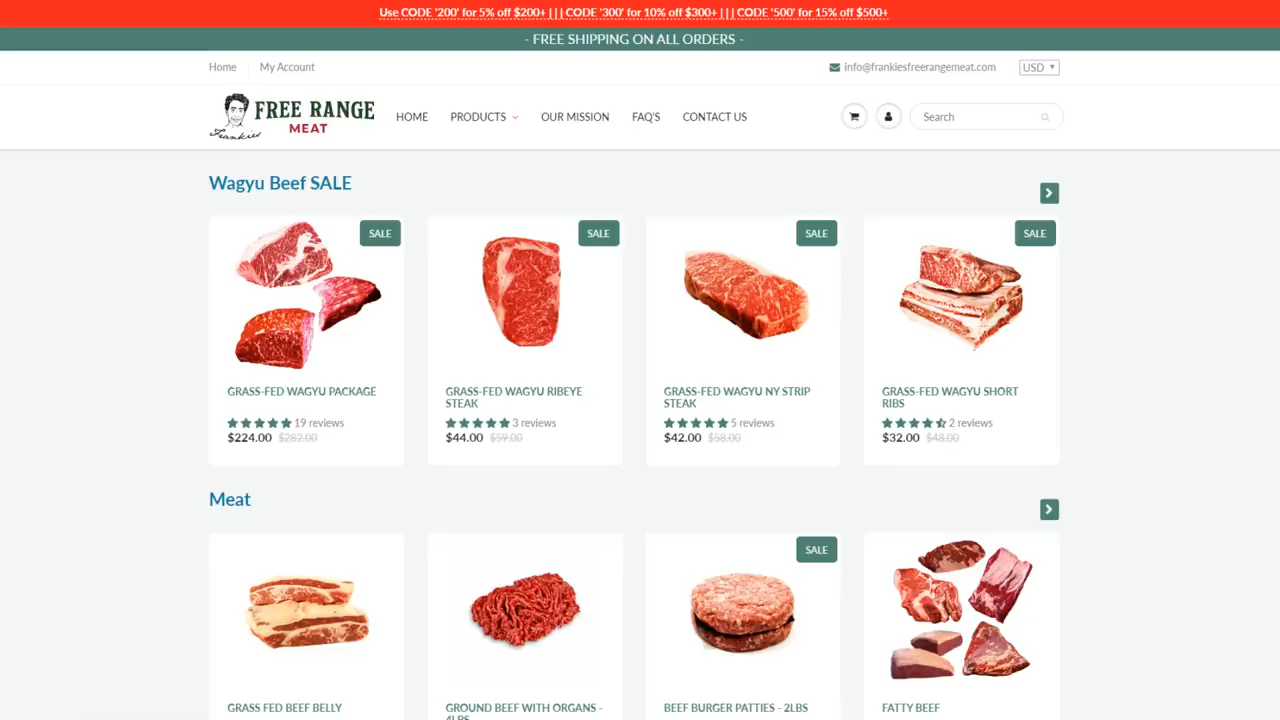 Use CODE '200' for 5% off $200+ | | | CODE '300' for 10% off $300+ | | | CODE '500' for 15% off $500+
- FREE SHIPPING ON ALL ORDERS -
Home
My Account
info@frankiesfreerangemeat.com
USD
Frankies
FREE RANGE
MEAT
HOME
PRODUCTS
OUR MISSION
FAQ'S
CONTACT US
Search
Wagyu Beef SALE
SALE
SALE
SALE
SALE
GRASS-FED WAGYU PACKAGE
19 reviews
$224.00 $282.00
GRASS-FED WAGYU RIBEYE
STEAK
3 reviews
$44.00 $59.00
GRASS-FED WAGYU NY STRIP
STEAK
5 reviews
$42.00 $58.00
GRASS-FED WAGYU SHORT
RIBS
2 reviews
$32.00 $48.00
Meat
SALE
GRASS FED BEEF BELLY
GROUND BEEF WITH ORGANS -
4LBS
BEEF BURGER PATTIES - 2LBS
FATTY BEEF